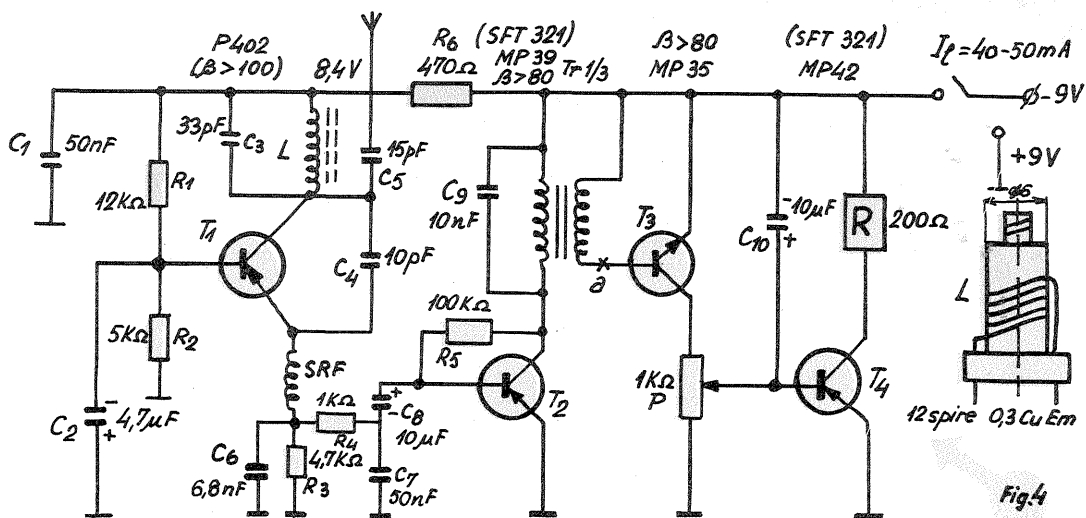 P402
(β>100)
8,4V
R6
470Ω
(SFT 321)
MP39
β>80
Tr 1/3
β>80
MP35
(SFT 321)
MP42
Iℓ=40-50mA
ø-9V
+9V
ø6
C1
50nF
33pF
C3
L
15pF
C5
R1
12KΩ
T1
C4
10pF
C9
10nF
T3
a
-10μF
C10
+
R
200Ω
L
5KΩ
R2
SRF
100KΩ
R5
T2
1KΩ
P
T4
12 spire 0,3 CuEm
C2
-
4,7μF
+
1KΩ
R4
+
C8
-
10μF
C6
6,8nF
4,7KΩ
R3
C7
50nF
Fig.4